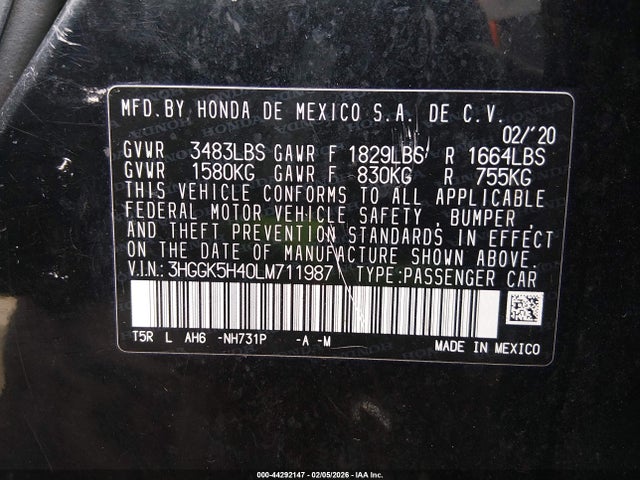 MFD.BY HONDA DE MEXICO S.A. DE C.V.
02/'20
GVWR 3483LBS GAWR F 1829LBS R 1664LBS
GVWR 1580KG GAWR F 830KG R 755KG
THIS VEHICLE CONFORMS TO ALL APPLICABLE
FEDERAL MOTOR VEHICLE SAFETY, BUMPER,
AND THEFT PREVENTION STANDARDS IN EFFECT
ON THE DATE OF MANUFACTURE SHOWN ABOVE.
V.I.N.: 3HGGK5H40LM711987 TYPE:PASSENGER CAR
T5R L AH6 -NH731P -A -M
MADE IN MEXICO
000-44292147 - 02/05/2026 - IAA Inc.